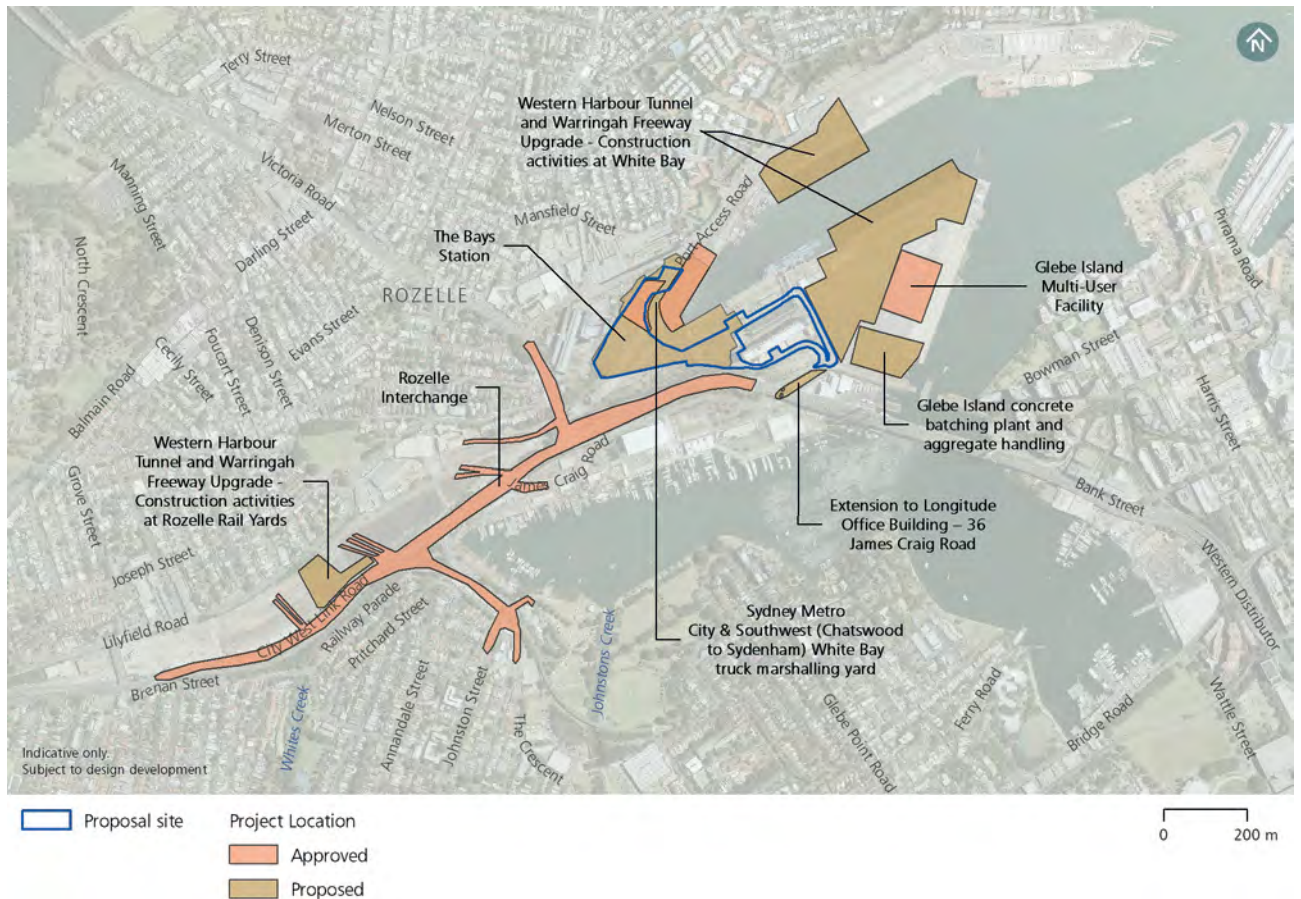 N
Terry Street
Nelson Street
Merton Street
Victoria Road
Manning Street
Darling Street
North Crescent
Mansfield Street
Port Access Road
Western Harbour Tunnel
and Warringah Freeway
Upgrade - Construction
activities at White Bay
The Bays
Station
ROZELLE
Pirrama Road
Glebe Island
Multi-User
Facility
Evans Street
Denison Street
Foucart Street
Cecily Street
Balmain Road
Bowman Street
Harris Street
Rozelle
Interchange
Glebe Island concrete
batching plant and
aggregate handling
Western Harbour
Tunnel and Warringah
Freeway Upgrade -
Construction activities
at Rozelle Rail Yards
Grove Street
James Craig Road
Bank Street
Extension to Longitude
Office Building – 36
James Craig Road
Western Distributor
Joseph Street
Lilyfield Road
City West Link Road
Railway Parade
Pritchard Street
Brenan Street
Sydney Metro
City & Southwest (Chatswood
to Sydenham) White Bay
truck marshalling yard
Whites Creek
Annandale Street
Johnston Street
The Crescent
Johnstons Creek
Glebe Point Road
Ferry Road
Bridge Road
Wattle Street
Indicative only.
Subject to design development
Proposal site
Project Location
Approved
Proposed
0 200 m